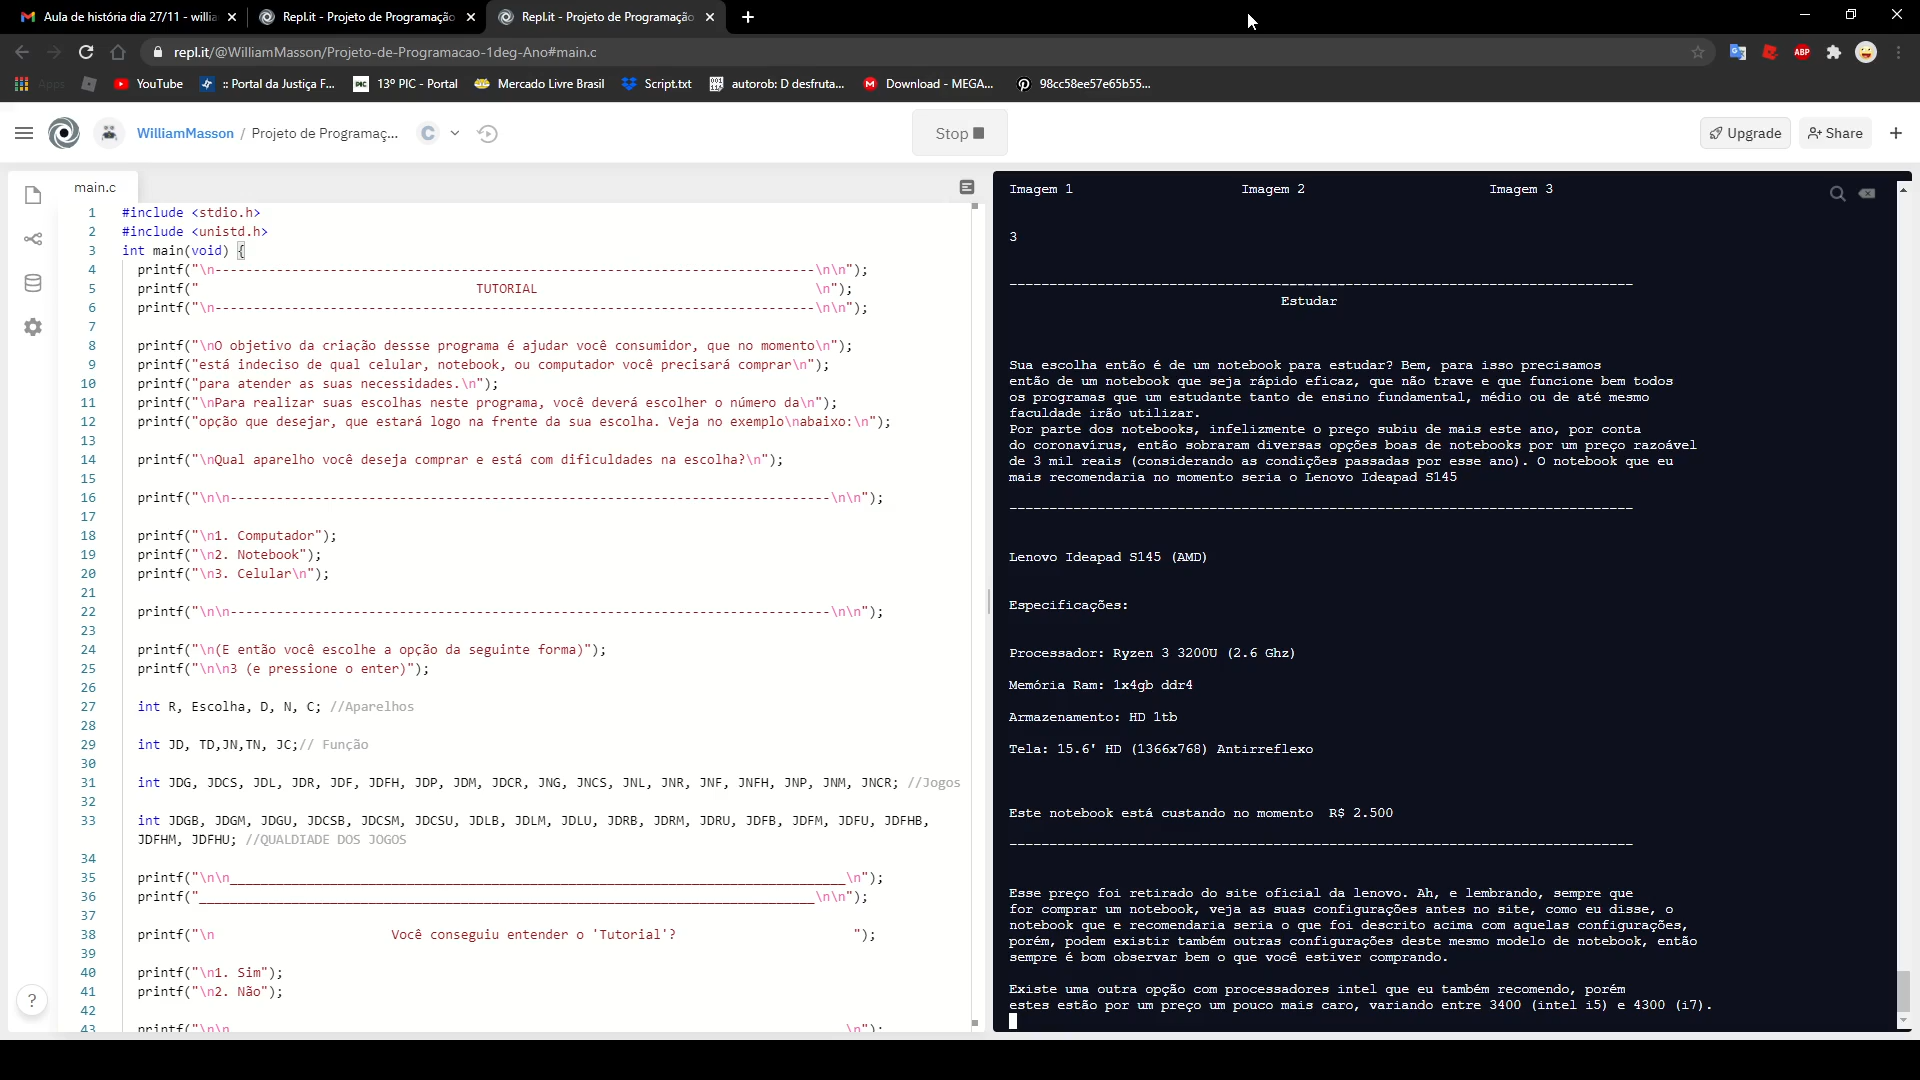 Aula de história dia 27/11 - willia
Repl.it - Projeto de Programação
Repl.it - Projeto de Programação
repl.it/@WilliamMasson/Projeto-de-Programacao-1deg-Ano#main.c
Apps
YouTube
:: Portal da Justiça F...
13º PIC - Portal
Mercado Livre Brasil
Script.txt
autorob: D desfruta...
Download - MEGA...
98cc58ee57e65b55...
ABP
WilliamMasson / Projeto de Programaç...
C
Stop
Upgrade
Share
main.c
1 #include <stdio.h>
2 #include <unistd.h>
3 int main(void) {
4 printf("\n------------------------------------------------------------------------------\n\n");
5 printf(" TUTORIAL \n");
6 printf("\n------------------------------------------------------------------------------\n\n");
7
8 printf("\nO objetivo da criação dessse programa é ajudar você consumidor, que no momento\n");
9 printf("está indeciso de qual celular, notebook, ou computador você precisará comprar\n");
10 printf("para atender as suas necessidades.\n");
11 printf("\nPara realizar suas escolhas neste programa, você deverá escolher o número da\n");
12 printf("opção que desejar, que estará logo na frente da sua escolha. Veja no exemplo\nabaixo:\n");
13
14 printf("\nQual aparelho você deseja comprar e está com dificuldades na escolha?\n");
15
16 printf("\n\n------------------------------------------------------------------------------\n\n");
17
18 printf("\n1. Computador");
19 printf("\n2. Notebook");
20 printf("\n3. Celular\n");
21
22 printf("\n\n------------------------------------------------------------------------------\n\n");
23
24 printf("\n(E então você escolhe a opção da seguinte forma)");
25 printf("\n\n3 (e pressione o enter)");
26
27 int R, Escolha, D, N, C; //Aparelhos
28
29 int JD, TD,JN,TN, JC;// Função
30
31 int JDG, JDCS, JDL, JDR, JDF, JDFH, JDP, JDM, JDCR, JNG, JNCS, JNL, JNR, JNF, JNFH, JNP, JNM, JNCR; //Jogos
32
33 int JDGB, JDGM, JDGU, JDCSB, JDCSM, JDCSU, JDLB, JDLM, JDLU, JDRB, JDRM, JDRU, JDFB, JDFM, JDFU, JDFHB,
JDFHM, JDFHU; //QUALDIADE DOS JOGOS
34
35 printf("\n\n________________________________________________________________________________\n");
36 printf("________________________________________________________________________________\n\n");
37
38 printf("\n Você conseguiu entender o 'Tutorial'? ");
39
40 printf("\n1. Sim");
41 printf("\n2. Não");
42
43 printf("\n\n________________________________________________________________________________\n");
?
Imagem 1 Imagem 2 Imagem 3
3
------------------------------------------------------------------------------
Estudar
Sua escolha então é de um notebook para estudar? Bem, para isso precisamos
então de um notebook que seja rápido eficaz, que não trave e que funcione bem todos
os programas que um estudante tanto de ensino fundamental, médio ou de até mesmo
faculdade irão utilizar.
Por parte dos notebooks, infelizmente o preço subiu de mais este ano, por conta
do coronavírus, então sobraram diversas opções boas de notebooks por um preço razoável
de 3 mil reais (considerando as condições passadas por esse ano). O notebook que eu
mais recomendaria no momento seria o Lenovo Ideapad S145
------------------------------------------------------------------------------
Lenovo Ideapad S145 (AMD)
Especificações:
Processador: Ryzen 3 3200U (2.6 Ghz)
Memória Ram: 1x4gb ddr4
Armazenamento: HD 1tb
Tela: 15.6' HD (1366x768) Antirreflexo
Este notebook está custando no momento R$ 2.500
------------------------------------------------------------------------------
Esse preço foi retirado do site oficial da lenovo. Ah, e lembrando, sempre que
for comprar um notebook, veja as suas configurações antes no site, como eu disse, o
notebook que e recomendaria seria o que foi descrito acima com aquelas configurações,
porém, podem existir também outras configurações deste mesmo modelo de notebook, então
sempre é bom observar bem o que você estiver comprando.
Existe uma outra opção com processadores intel que eu também recomendo, porém
estes estão por um preço um pouco mais caro, variando entre 3400 (intel i5) e 4300 (i7).